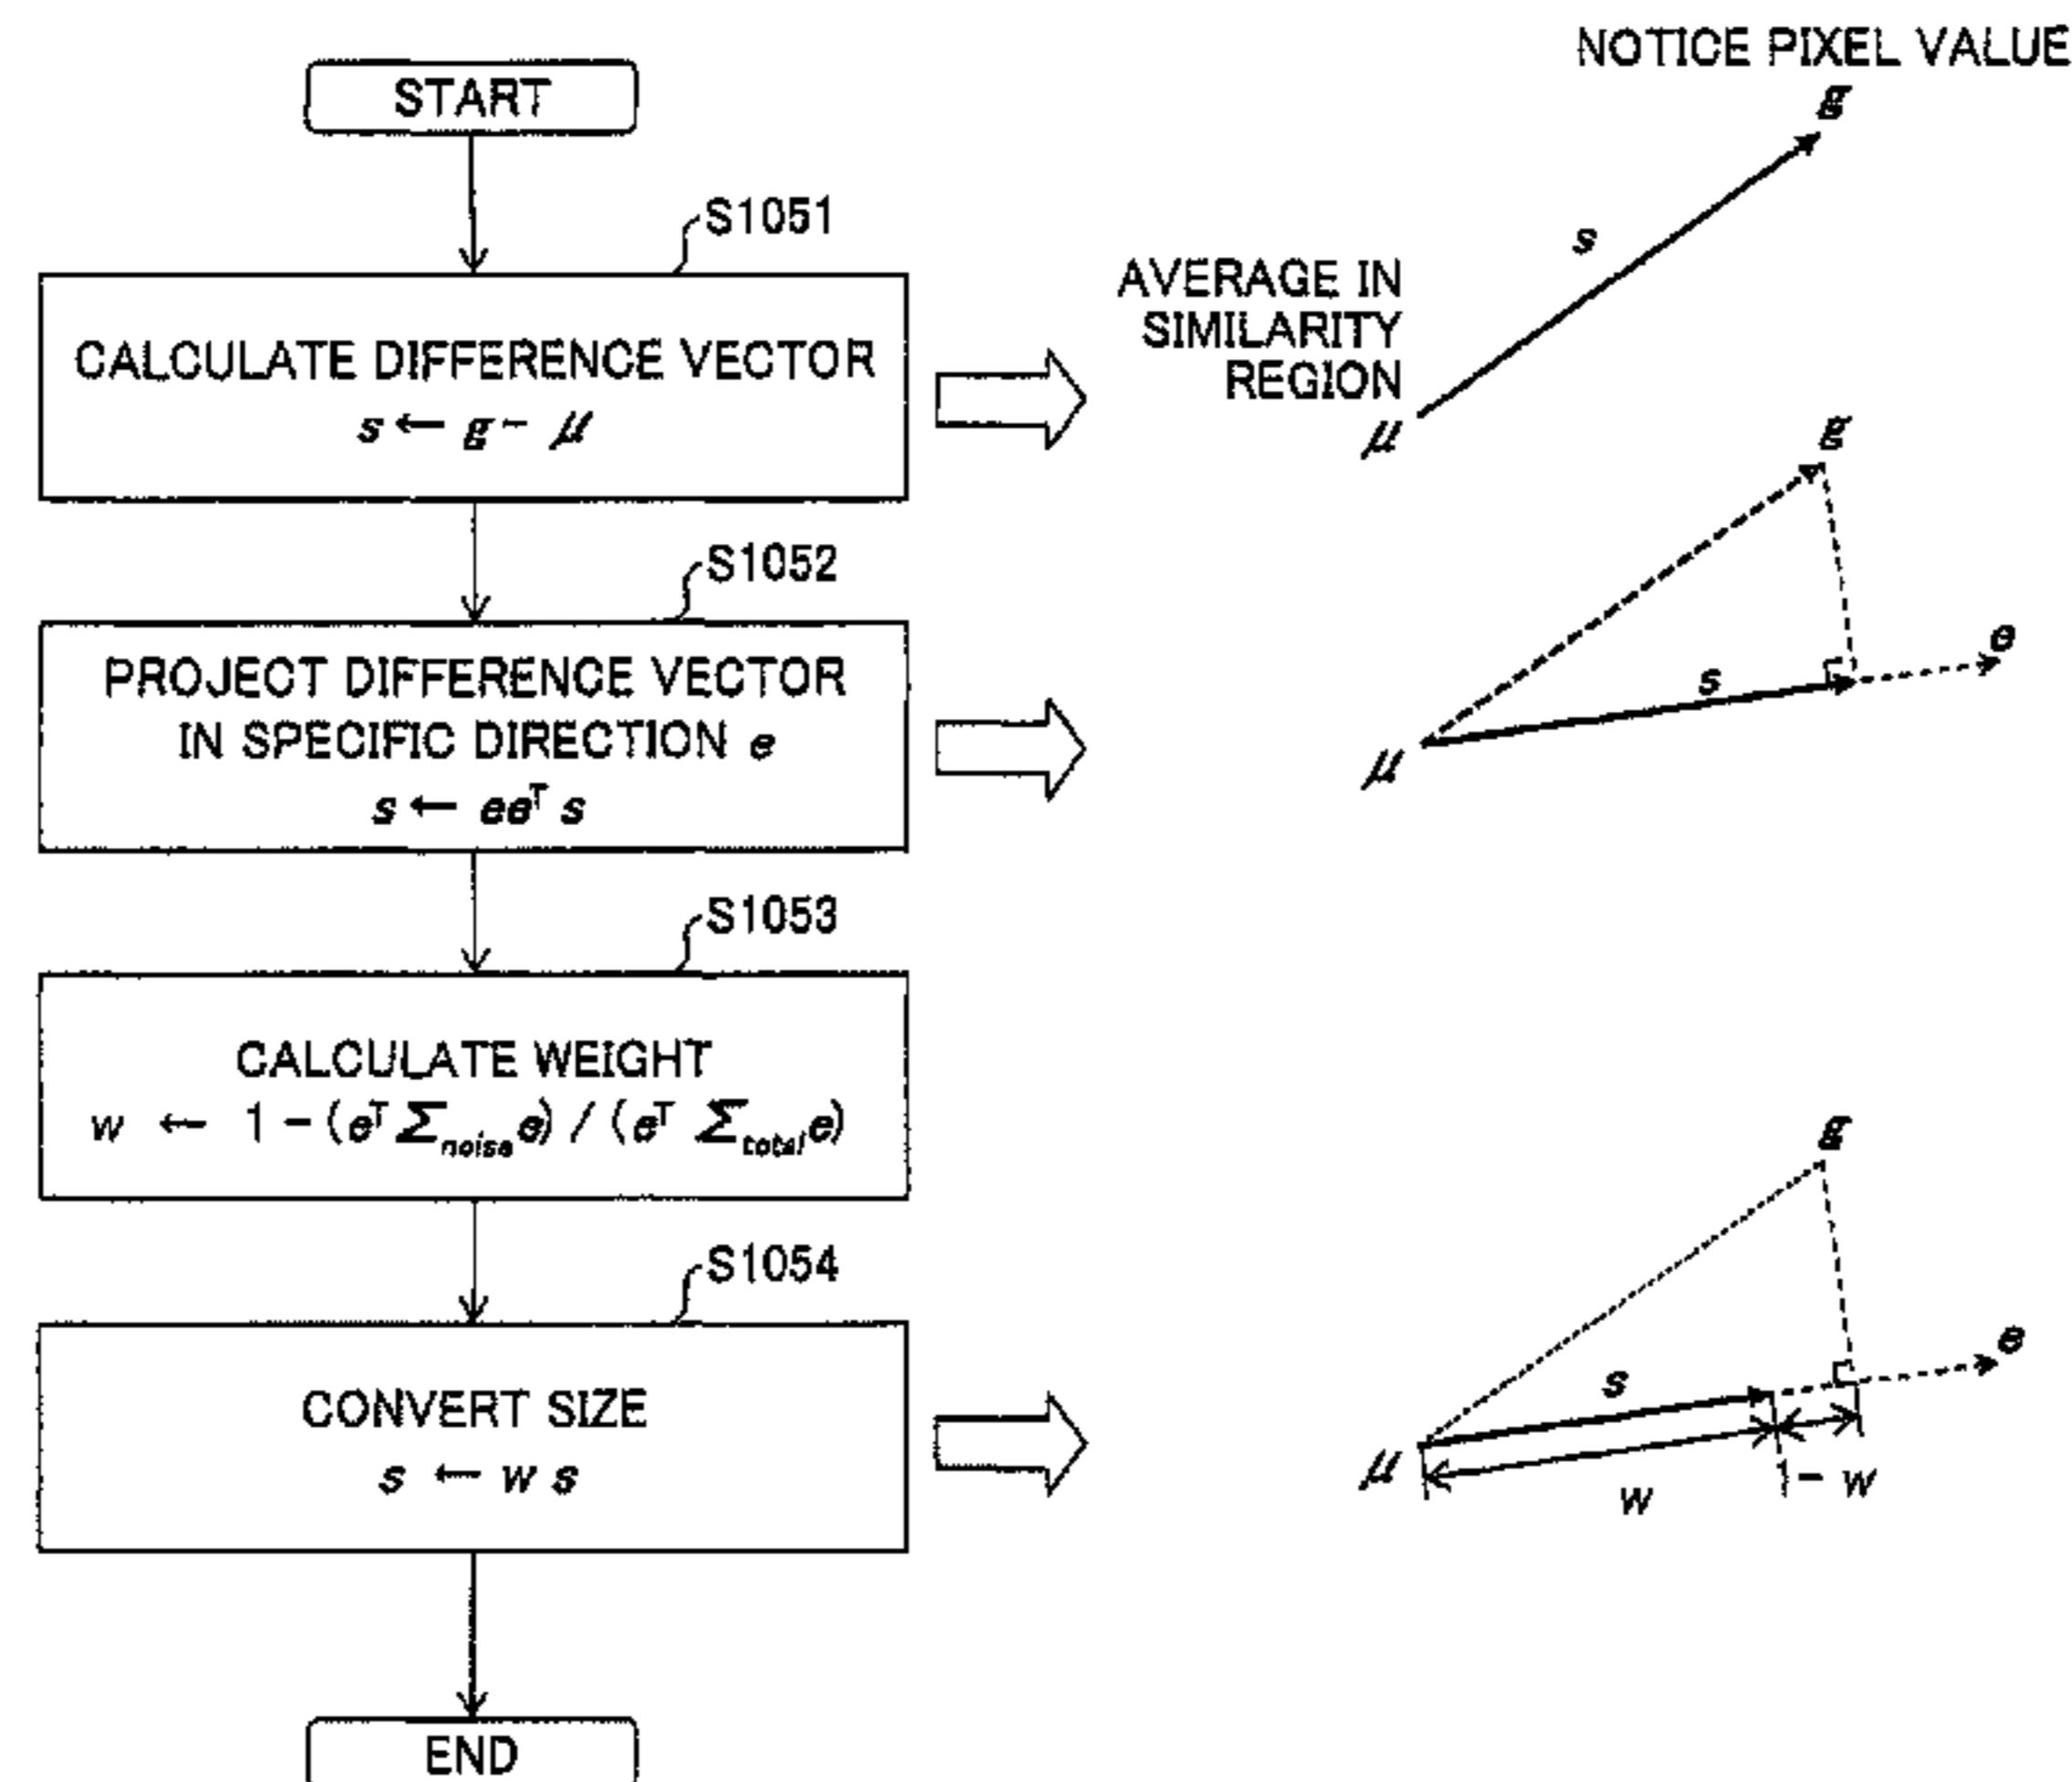 START
S1051
CALCULATE DIFFERENCE VECTOR
s ← g − μ
S1052
PROJECT DIFFERENCE VECTOR
IN SPECIFIC DIRECTION e
s ← ee^T s
S1053
CALCULATE WEIGHT
w ← 1 − (e^T Σ_noise e) / (e^T Σ_total e)
S1054
CONVERT SIZE
s ← w s
END
NOTICE PIXEL VALUE
g
s
AVERAGE IN
SIMILARITY
REGION
μ
g
e
s
μ
g
e
s
μ
w
1 − w